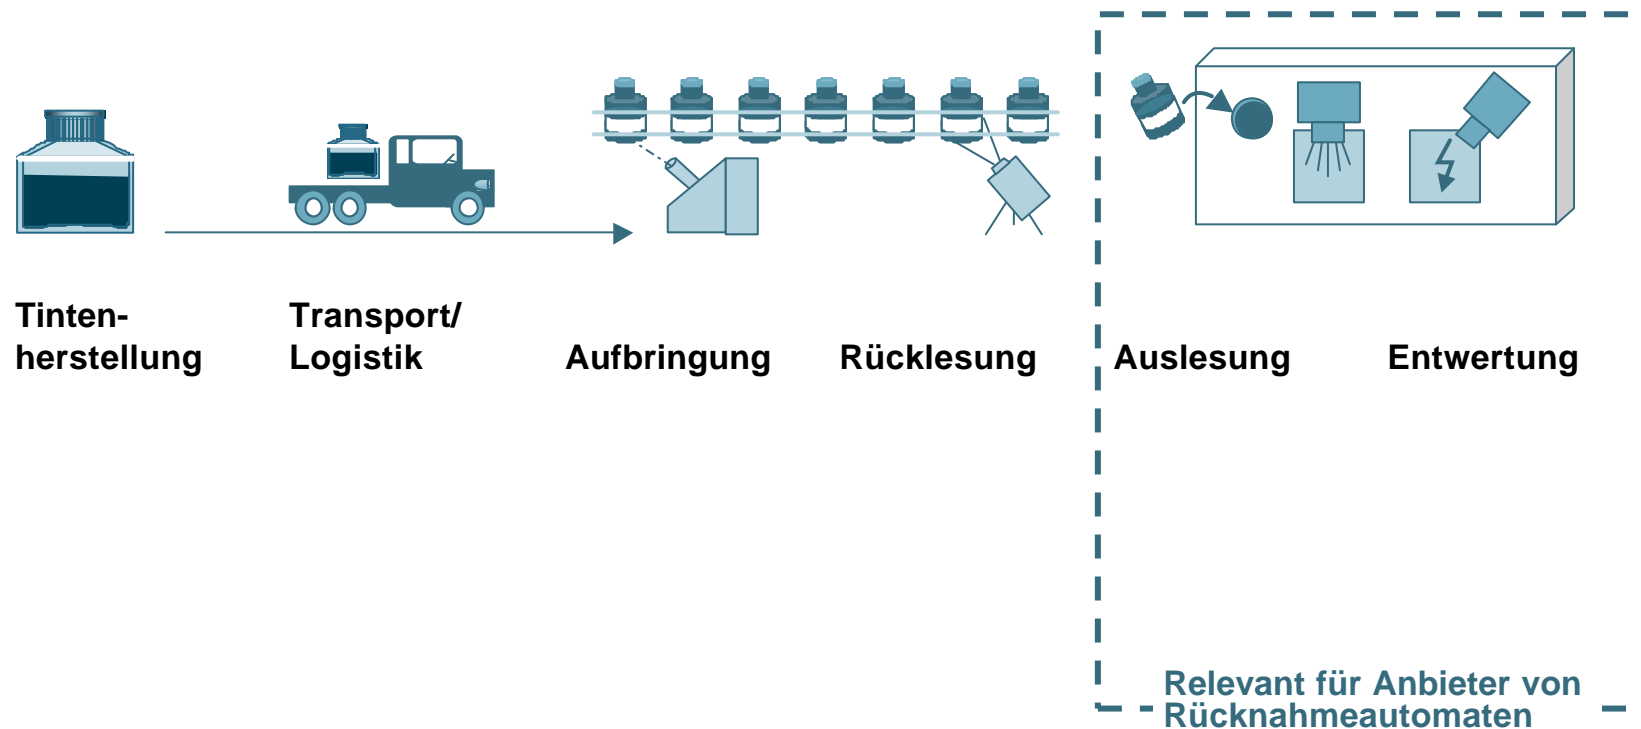 Tinten-
herstellung
Transport/
Logistik
Aufbringung
Rücklesung
Auslesung
Entwertung
Relevant für Anbieter von
Rücknahmeautomaten